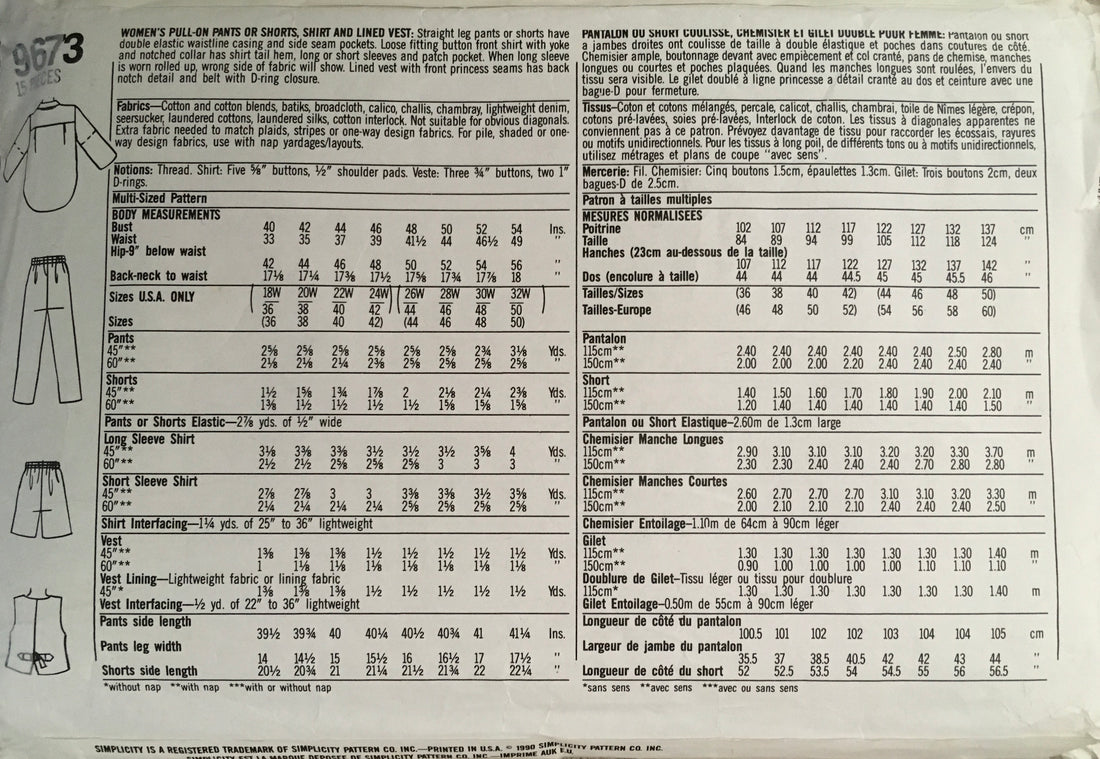 9673
15 PIECES
WOMEN'S PULL-ON PANTS OR SHORTS, SHIRT AND LINED VEST: Straight leg pants or shorts have
double elastic waistline casing and side seam pockets. Loose fitting button front shirt with yoke
and notched collar has shirt tail hem, long or short sleeves and patch pocket. When long sleeve
is worn rolled up, wrong side of fabric will show. Lined vest with front princess seams has back
notch detail and belt with D-ring closure.
Fabrics—Cotton and cotton blends, batiks, broadcloth, calico, challis, chambray, lightweight denim,
seersucker, laundered cottons, laundered silks, cotton interlock. Not suitable for obvious diagonals.
Extra fabric needed to match plaids, stripes or one-way design fabrics. For pile, shaded or one-
way design fabrics, use with nap yardages/layouts.
Notions: Thread. Shirt: Five ⅝" buttons, ½" shoulder pads. Veste: Three ¾" buttons, two 1"
D-rings.
Multi-Sized Pattern
BODY MEASUREMENTS
Bust 40 42 44 46 48 50 52 54 Ins.
Waist 33 35 37 39 41½ 44 46½ 49 "
Hip-9" below waist
42 44 46 48 50 52 54 56 "
Back-neck to waist 17⅛ 17¼ 17⅜ 17½ 17⅝ 17¾ 17⅞ 18 "
Sizes U.S.A. ONLY (18W 20W 22W 24W (26W 28W 30W 32W )
36 38 40 42 44 46 48 50
Sizes (36 38 40 42) (44 46 48 50)
Pants
45"** 2⅝ 2⅝ 2⅝ 2⅝ 2⅝ 2⅝ 2¾ 3⅛ Yds.
60"** 2⅛ 2⅛ 2¼ 2⅜ 2⅝ 2⅝ 2⅝ 2⅝ "
Shorts
45"** 1½ 1⅝ 1¾ 1⅞ 2 2⅛ 2¼ 2⅜ Yds.
60"** 1⅜ 1½ 1½ 1½ 1½ 1⅝ 1⅝ 1⅝ "
Pants or Shorts Elastic—2⅞ yds. of ½" wide
Long Sleeve Shirt
45"** 3⅛ 3⅜ 3⅜ 3½ 3½ 3½ 3⅝ 4 Yds.
60"** 2½ 2½ 2⅝ 2⅝ 2⅝ 3 3 3 "
Short Sleeve Shirt
45"** 2⅞ 2⅞ 3 3 3⅜ 3⅜ 3½ 3⅝ Yds.
60"** 2¼ 2¼ 2¼ 2¼ 2⅝ 2⅝ 2⅝ 2⅝ "
Shirt Interfacing—1¼ yds. of 25" to 36" lightweight
Vest
45"** 1⅜ 1⅜ 1⅜ 1½ 1½ 1½ 1½ 1½ Yds.
60"** 1 1⅛ 1⅛ 1⅛ 1⅛ 1⅛ 1⅛ 1⅛ "
Vest Lining—Lightweight fabric or lining fabric
45"* 1⅜ 1⅜ 1⅜ 1½ 1½ 1½ 1½ 1½ Yds.
Vest Interfacing—½ yd. of 22" to 36" lightweight
Pants side length
39½ 39¾ 40 40¼ 40½ 40¾ 41 41¼ Ins.
Pants leg width
14 14½ 15 15½ 16 16½ 17 17½ "
Shorts side length 20½ 20¾ 21 21¼ 21½ 21¾ 22 22¼ "
*without nap **with nap ***with or without nap
PANTALON OU SHORT COULISSE, CHEMISIER ET GILET DOUBLE POUR FEMME: Pantalon ou short
a jambes droites ont coulisse de taille à double élastique et poches dans coutures de côté.
Chemisier ample, boutonnage devant avec empiècement et col cranté, pans de chemise, manches
longues ou courtes et poches plaquées. Quand les manches longues sont roulées, l'envers du
tissu sera visible. Le gilet doublé à ligne princesse a détail cranté au dos et ceinture avec une
bague-D pour fermeture.
Tissus—Coton et cotons mélangés, percale, calicot, challis, chambrai, toile de Nîmes légère, crépon,
cotons pré-lavées, soies pré-lavées, Interlock de coton. Les tissus à diagonales apparentes ne
conviennent pas à ce patron. Prévoyez davantage de tissu pour raccorder les écossais, rayures
ou motifs unidirectionnels. Pour les tissus à long poil, de différents tons ou à motifs unidirectionnels,
utilisez métrages et plans de coupe "avec sens".
Mercerie: Fil. Chemisier: Cinq boutons 1.5cm, épaulettes 1.3cm. Gilet: Trois boutons 2cm, deux
bagues-D de 2.5cm.
Patron à tailles multiples
MESURES NORMALISEES
Poitrine 102 107 112 117 122 127 132 137 cm
Taille 84 89 94 99 105 112 118 124 "
Hanches (23cm au-dessous de la taille)
107 112 117 122 127 132 137 142 "
Dos (encolure à taille) 44 44 44 44.5 45 45 45.5 46 "
Tailles/Sizes (36 38 40 42) (44 46 48 50)
Tailles-Europe (46 48 50 52) (54 56 58 60)
Pantalon
115cm** 2.40 2.40 2.40 2.40 2.40 2.40 2.50 2.80 m
150cm** 2.00 2.00 2.00 2.20 2.40 2.40 2.40 2.40 "
Short
115cm** 1.40 1.50 1.60 1.70 1.80 1.90 2.00 2.10 m
150cm** 1.20 1.40 1.40 1.40 1.40 1.40 1.40 1.50 "
Pantalon ou Short Elastique—2.60m de 1.3cm large
Chemisier Manche Longues
115cm** 2.90 3.10 3.10 3.10 3.20 3.20 3.30 3.70 m
150cm** 2.30 2.30 2.40 2.40 2.40 2.70 2.80 2.80 "
Chemisier Manches Courtes
115cm** 2.60 2.70 2.70 2.70 3.10 3.10 3.20 3.30 m
150cm** 2.00 2.10 2.10 2.10 2.40 2.40 2.40 2.50 "
Chemisier Entoilage—1.10m de 64cm à 90cm léger
Gilet
115cm** 1.30 1.30 1.30 1.30 1.30 1.30 1.30 1.40 m
150cm** 0.90 1.00 1.00 1.00 1.00 1.00 1.10 1.10 "
Doublure de Gilet—Tissu léger ou tissu pour doublure
115cm* 1.30 1.30 1.30 1.30 1.30 1.30 1.30 1.40 m
Gilet Entoilage—0.50m de 55cm à 90cm léger
Longueur de côté du pantalon
100.5 101 102 102 103 104 104 105 cm
Largeur de jambe du pantalon
35.5 37 38.5 40.5 42 42 43 44 "
Longueur de côté du short 52 52.5 53.5 54 54.5 55 56 56.5 "
*sans sens **avec sens ***avec ou sans sens
SIMPLICITY IS A REGISTERED TRADEMARK OF SIMPLICITY PATTERN CO. INC.—PRINTED IN U.S.A. © 1990 SIMPLICITY PATTERN CO. INC.
SIMPLICITY EST LA MARQUE DEPOSEE DE SIMPLICITY PATTERN CO. INC.—IMPRIME AUX E.U.